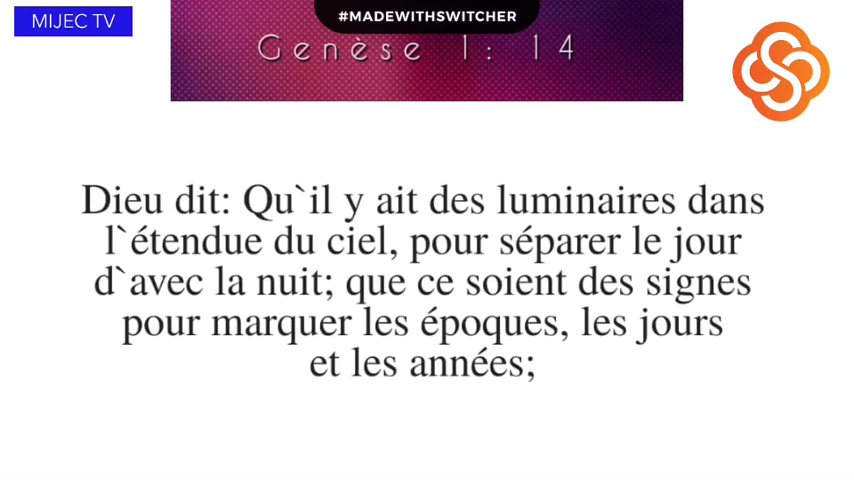 MIJEC TV
#MADEWITHSWITCHER
Genèse 1: 14
Dieu dit: Qu`il y ait des luminaires dans
l`étendue du ciel, pour séparer le jour
d`avec la nuit; que ce soient des signes
pour marquer les époques, les jours
et les années;